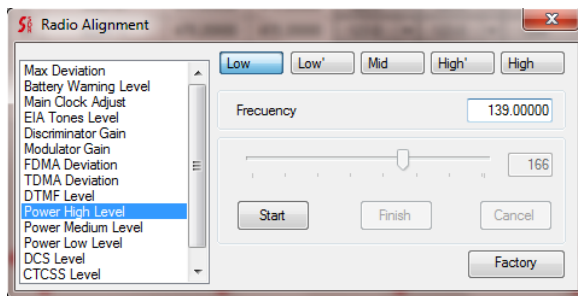 Radio Alignment
Max Deviation
Battery Warning Level
Main Clock Adjust
EIA Tones Level
Discriminator Gain
Modulator Gain
FDMA Deviation
TDMA Deviation
DTMF Level
Power High Level
Power Medium Level
Power Low Level
DCS Level
CTCSS Level
Low Low' Mid High' High
Frecuency 139.00000
166
Start Finish Cancel
Factory